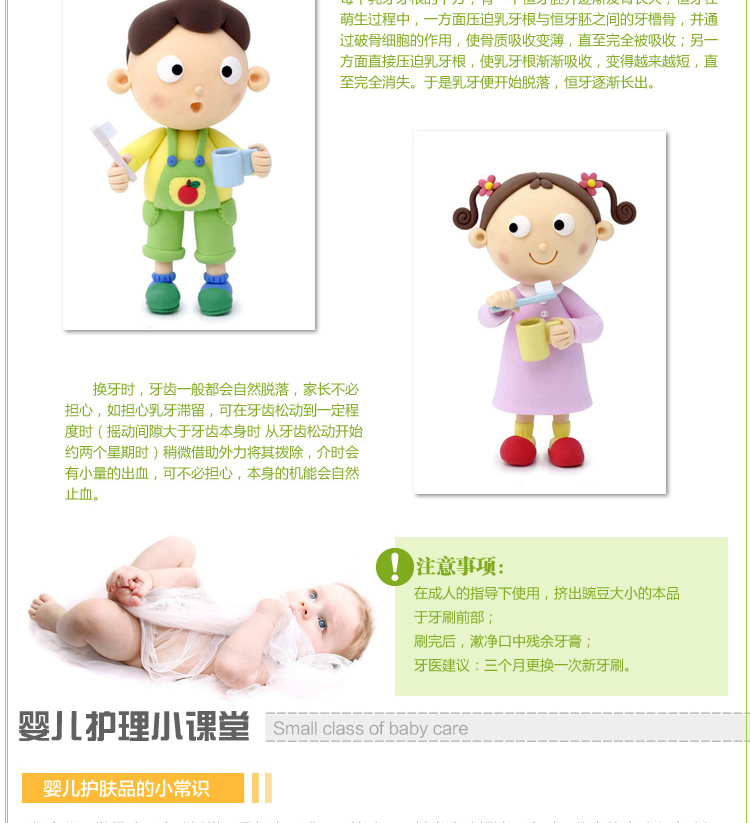 萌生过程中，一方面压迫乳牙根与恒牙胚之间的牙槽骨，并通
过破骨细胞的作用，使骨质吸收变薄，直至完全被吸收；另一
方面直接压迫乳牙根，使乳牙根渐渐吸收，变得越来越短，直
至完全消失。于是乳牙便开始脱落，恒牙逐渐长出。
换牙时，牙齿一般都会自然脱落，家长不必
担心，如担心乳牙滞留，可在牙齿松动到一定程
度时（摇动间隙大于牙齿本身时 从牙齿松动开始
约两个星期时）稍微借助外力将其拨除，介时会
有小量的出血，可不必担心，本身的机能会自然
止血。
注意事项：
在成人的指导下使用，挤出豌豆大小的本品
于牙刷前部；
刷完后，漱净口中残余牙膏；
牙医建议：三个月更换一次新牙刷。
婴儿护理小课堂
Small class of baby care
婴儿护肤品的小常识